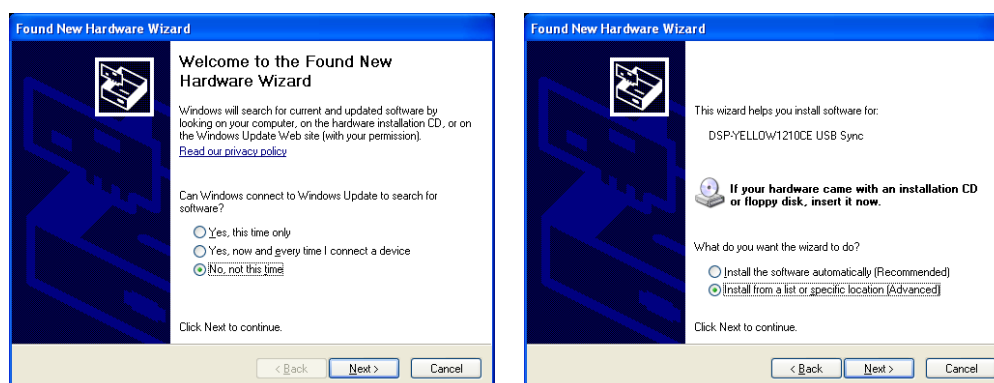 Found New Hardware Wizard
Welcome to the Found New
Hardware Wizard
Windows will search for current and updated software by
looking on your computer, on the hardware installation CD, or on
the Windows Update Web site (with your permission).
Read our privacy policy
Can Windows connect to Windows Update to search for
software?
Yes, this time only
Yes, now and every time I connect a device
No, not this time
Click Next to continue.
< Back
Next >
Cancel
Found New Hardware Wizard
This wizard helps you install software for:
DSP-YELLOW1210CE USB Sync
If your hardware came with an installation CD
or floppy disk, insert it now.
What do you want the wizard to do?
Install the software automatically (Recommended)
Install from a list or specific location (Advanced)
Click Next to continue.
< Back
Next >
Cancel